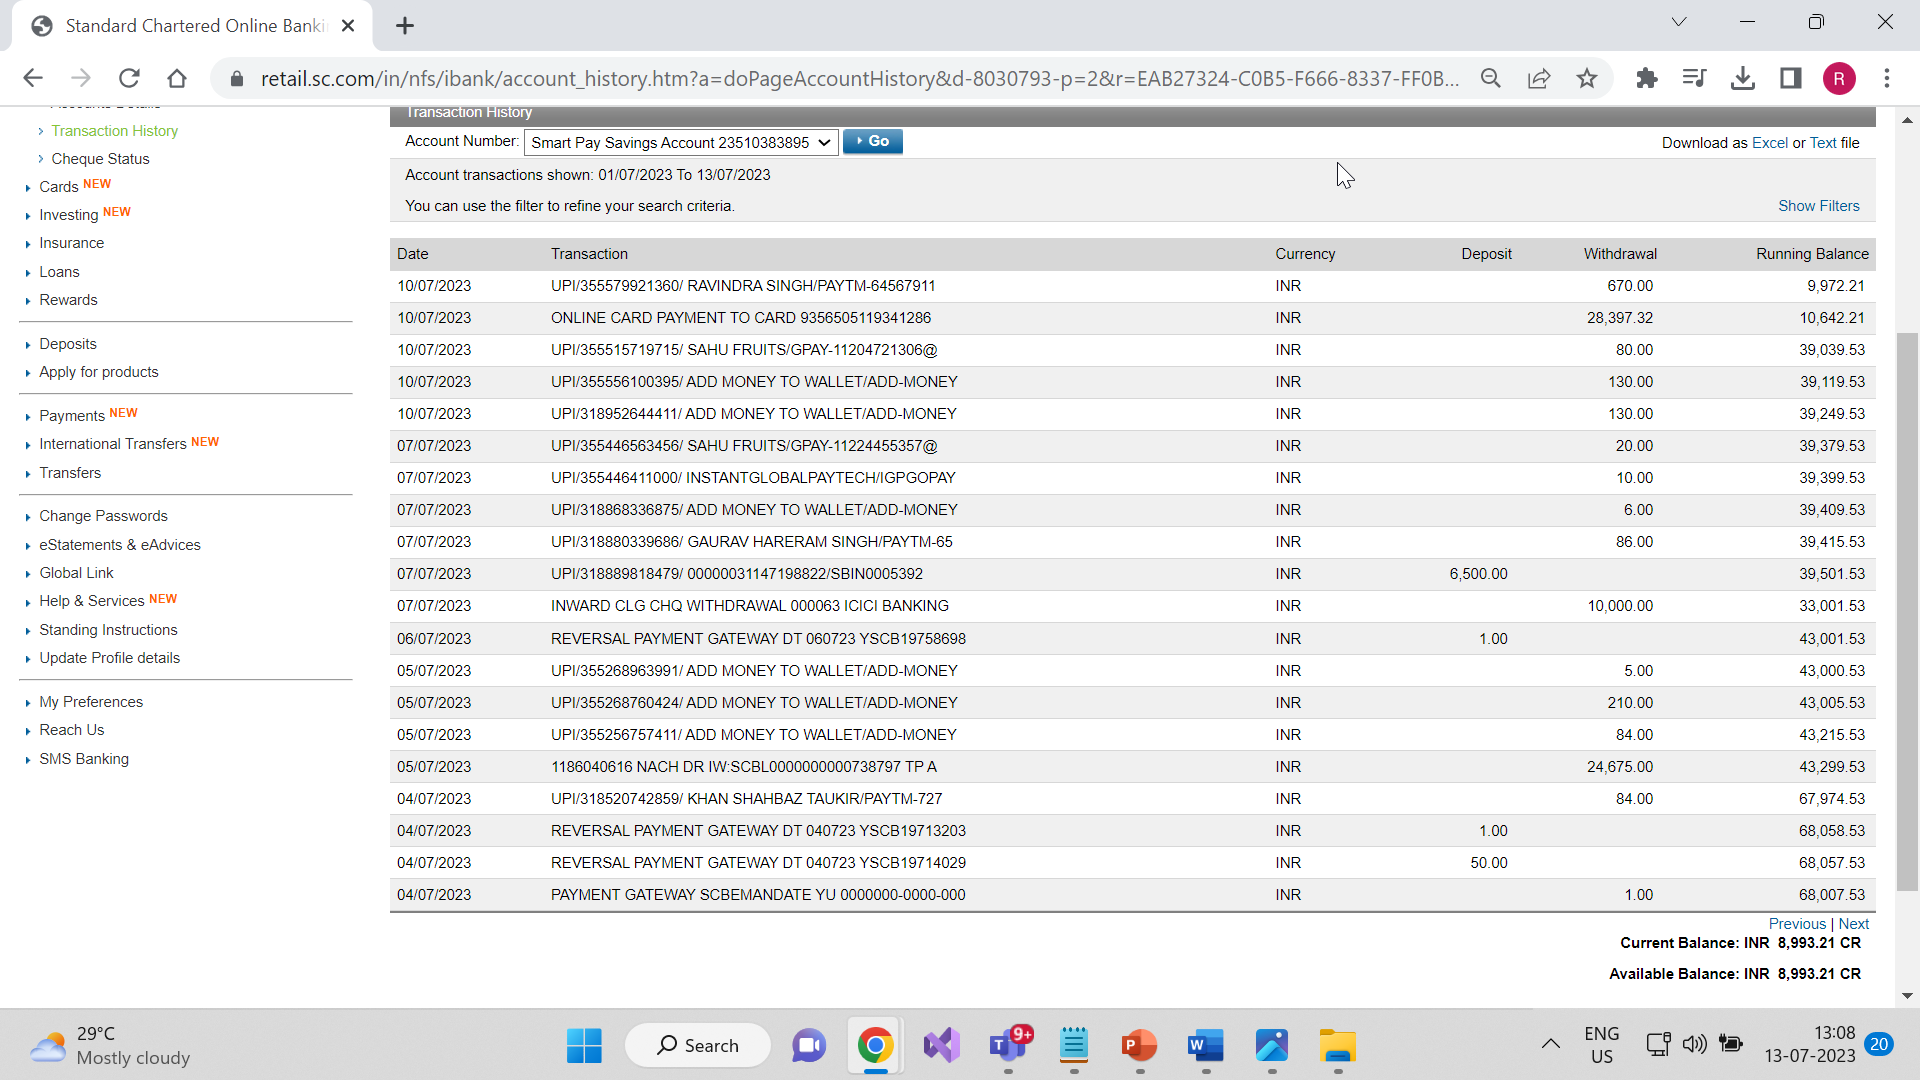 Standard Chartered Online Banki
retail.sc.com/in/nfs/ibank/account_history.htm?a=doPageAccountHistory&d-8030793-p=2&r=EAB27324-C0B5-F666-8337-FF0B...
R
Accounts Details
Transaction History
Cheque Status
Cards NEW
Investing NEW
Insurance
Loans
Rewards
Deposits
Apply for products
Payments NEW
International Transfers NEW
Transfers
Change Passwords
eStatements & eAdvices
Global Link
Help & Services NEW
Standing Instructions
Update Profile details
My Preferences
Reach Us
SMS Banking
Transaction History
Account Number: Smart Pay Savings Account 23510383895 Go Download as Excel or Text file
Account transactions shown: 01/07/2023 To 13/07/2023
You can use the filter to refine your search criteria. Show Filters
Date Transaction Currency Deposit Withdrawal Running Balance
10/07/2023 UPI/355579921360/ RAVINDRA SINGH/PAYTM-64567911 INR 670.00 9,972.21
10/07/2023 ONLINE CARD PAYMENT TO CARD 9356505119341286 INR 28,397.32 10,642.21
10/07/2023 UPI/355515719715/ SAHU FRUITS/GPAY-11204721306@ INR 80.00 39,039.53
10/07/2023 UPI/355556100395/ ADD MONEY TO WALLET/ADD-MONEY INR 130.00 39,119.53
10/07/2023 UPI/318952644411/ ADD MONEY TO WALLET/ADD-MONEY INR 130.00 39,249.53
07/07/2023 UPI/355446563456/ SAHU FRUITS/GPAY-11224455357@ INR 20.00 39,379.53
07/07/2023 UPI/355446411000/ INSTANTGLOBALPAYTECH/IGPGOPAY INR 10.00 39,399.53
07/07/2023 UPI/318868336875/ ADD MONEY TO WALLET/ADD-MONEY INR 6.00 39,409.53
07/07/2023 UPI/318880339686/ GAURAV HARERAM SINGH/PAYTM-65 INR 86.00 39,415.53
07/07/2023 UPI/318889818479/ 00000031147198822/SBIN0005392 INR 6,500.00 39,501.53
07/07/2023 INWARD CLG CHQ WITHDRAWAL 000063 ICICI BANKING INR 10,000.00 33,001.53
06/07/2023 REVERSAL PAYMENT GATEWAY DT 060723 YSCB19758698 INR 1.00 43,001.53
05/07/2023 UPI/355268963991/ ADD MONEY TO WALLET/ADD-MONEY INR 5.00 43,000.53
05/07/2023 UPI/355268760424/ ADD MONEY TO WALLET/ADD-MONEY INR 210.00 43,005.53
05/07/2023 UPI/355256757411/ ADD MONEY TO WALLET/ADD-MONEY INR 84.00 43,215.53
05/07/2023 1186040616 NACH DR IW:SCBL0000000000738797 TP A INR 24,675.00 43,299.53
04/07/2023 UPI/318520742859/ KHAN SHAHBAZ TAUKIR/PAYTM-727 INR 84.00 67,974.53
04/07/2023 REVERSAL PAYMENT GATEWAY DT 040723 YSCB19713203 INR 1.00 68,058.53
04/07/2023 REVERSAL PAYMENT GATEWAY DT 040723 YSCB19714029 INR 50.00 68,057.53
04/07/2023 PAYMENT GATEWAY SCBEMANDATE YU 0000000-0000-000 INR 1.00 68,007.53
Previous | Next
Current Balance: INR 8,993.21 CR
Available Balance: INR 8,993.21 CR
29°C
Mostly cloudy
Search
T
9+
P
W
ENG
US
13:08
13-07-2023
20